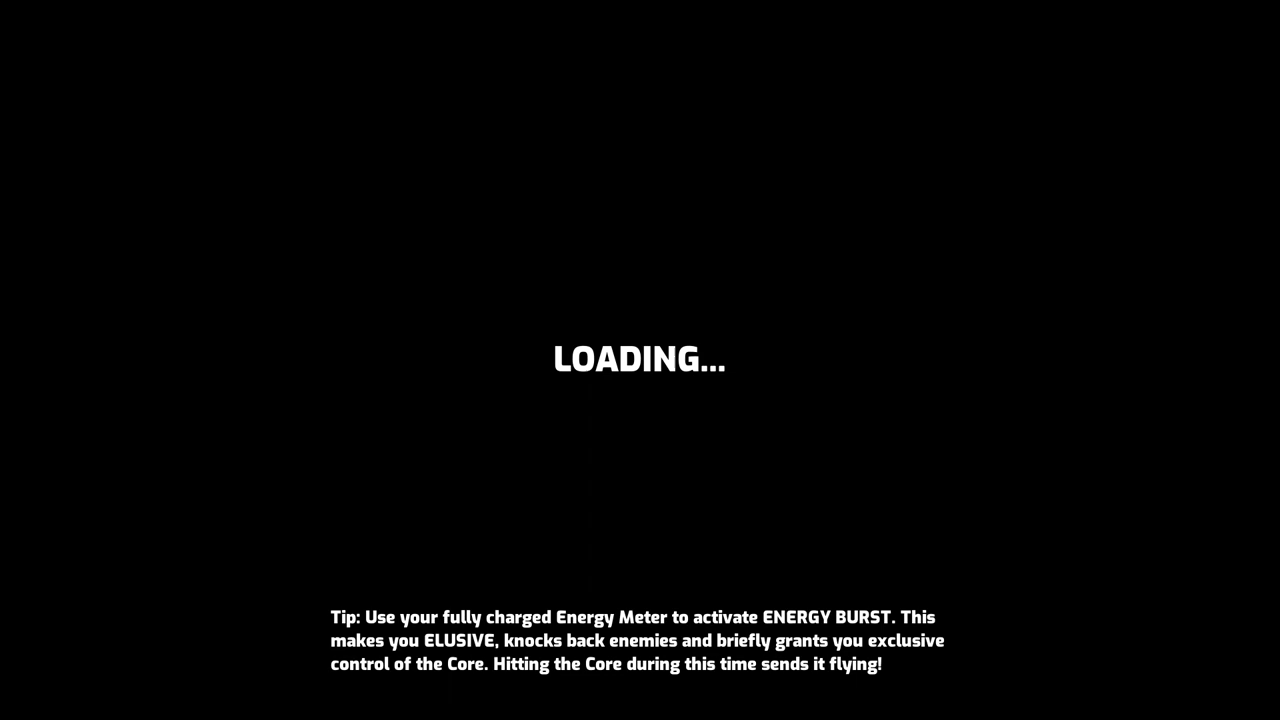 LOADING...
Tip: Use your fully charged Energy Meter to activate ENERGY BURST. This
makes you ELUSIVE, knocks back enemies and briefly grants you exclusive
control of the Core. Hitting the Core during this time sends it flying!